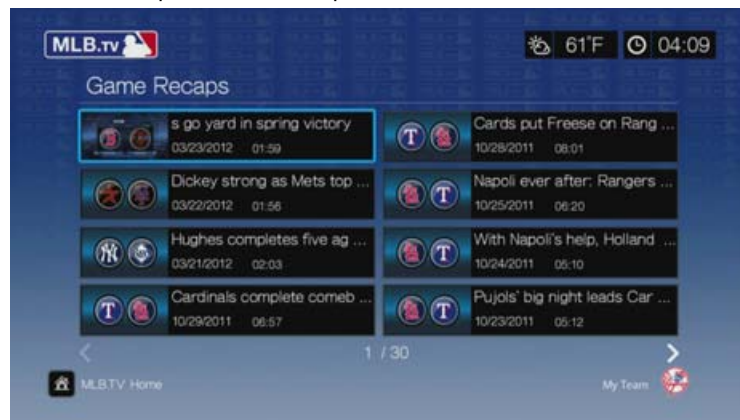 MLB.TV
61°F
04:09
Game Recaps
s go yard in spring victory
03/23/2012 01:59
Dickey strong as Mets top ...
03/22/2012 01:56
Hughes completes five ag ...
03/21/2012 02:03
Cardinals complete comeb ...
10/29/2011 06:57
Cards put Freese on Rang ...
10/28/2011 08:01
Napoli ever after: Rangers ...
10/25/2011 06:20
With Napoli's help, Holland ...
10/24/2011 05:10
Pujols' big night leads Car ...
10/23/2011 05:12
1 / 30
MLB.TV Home
My Team